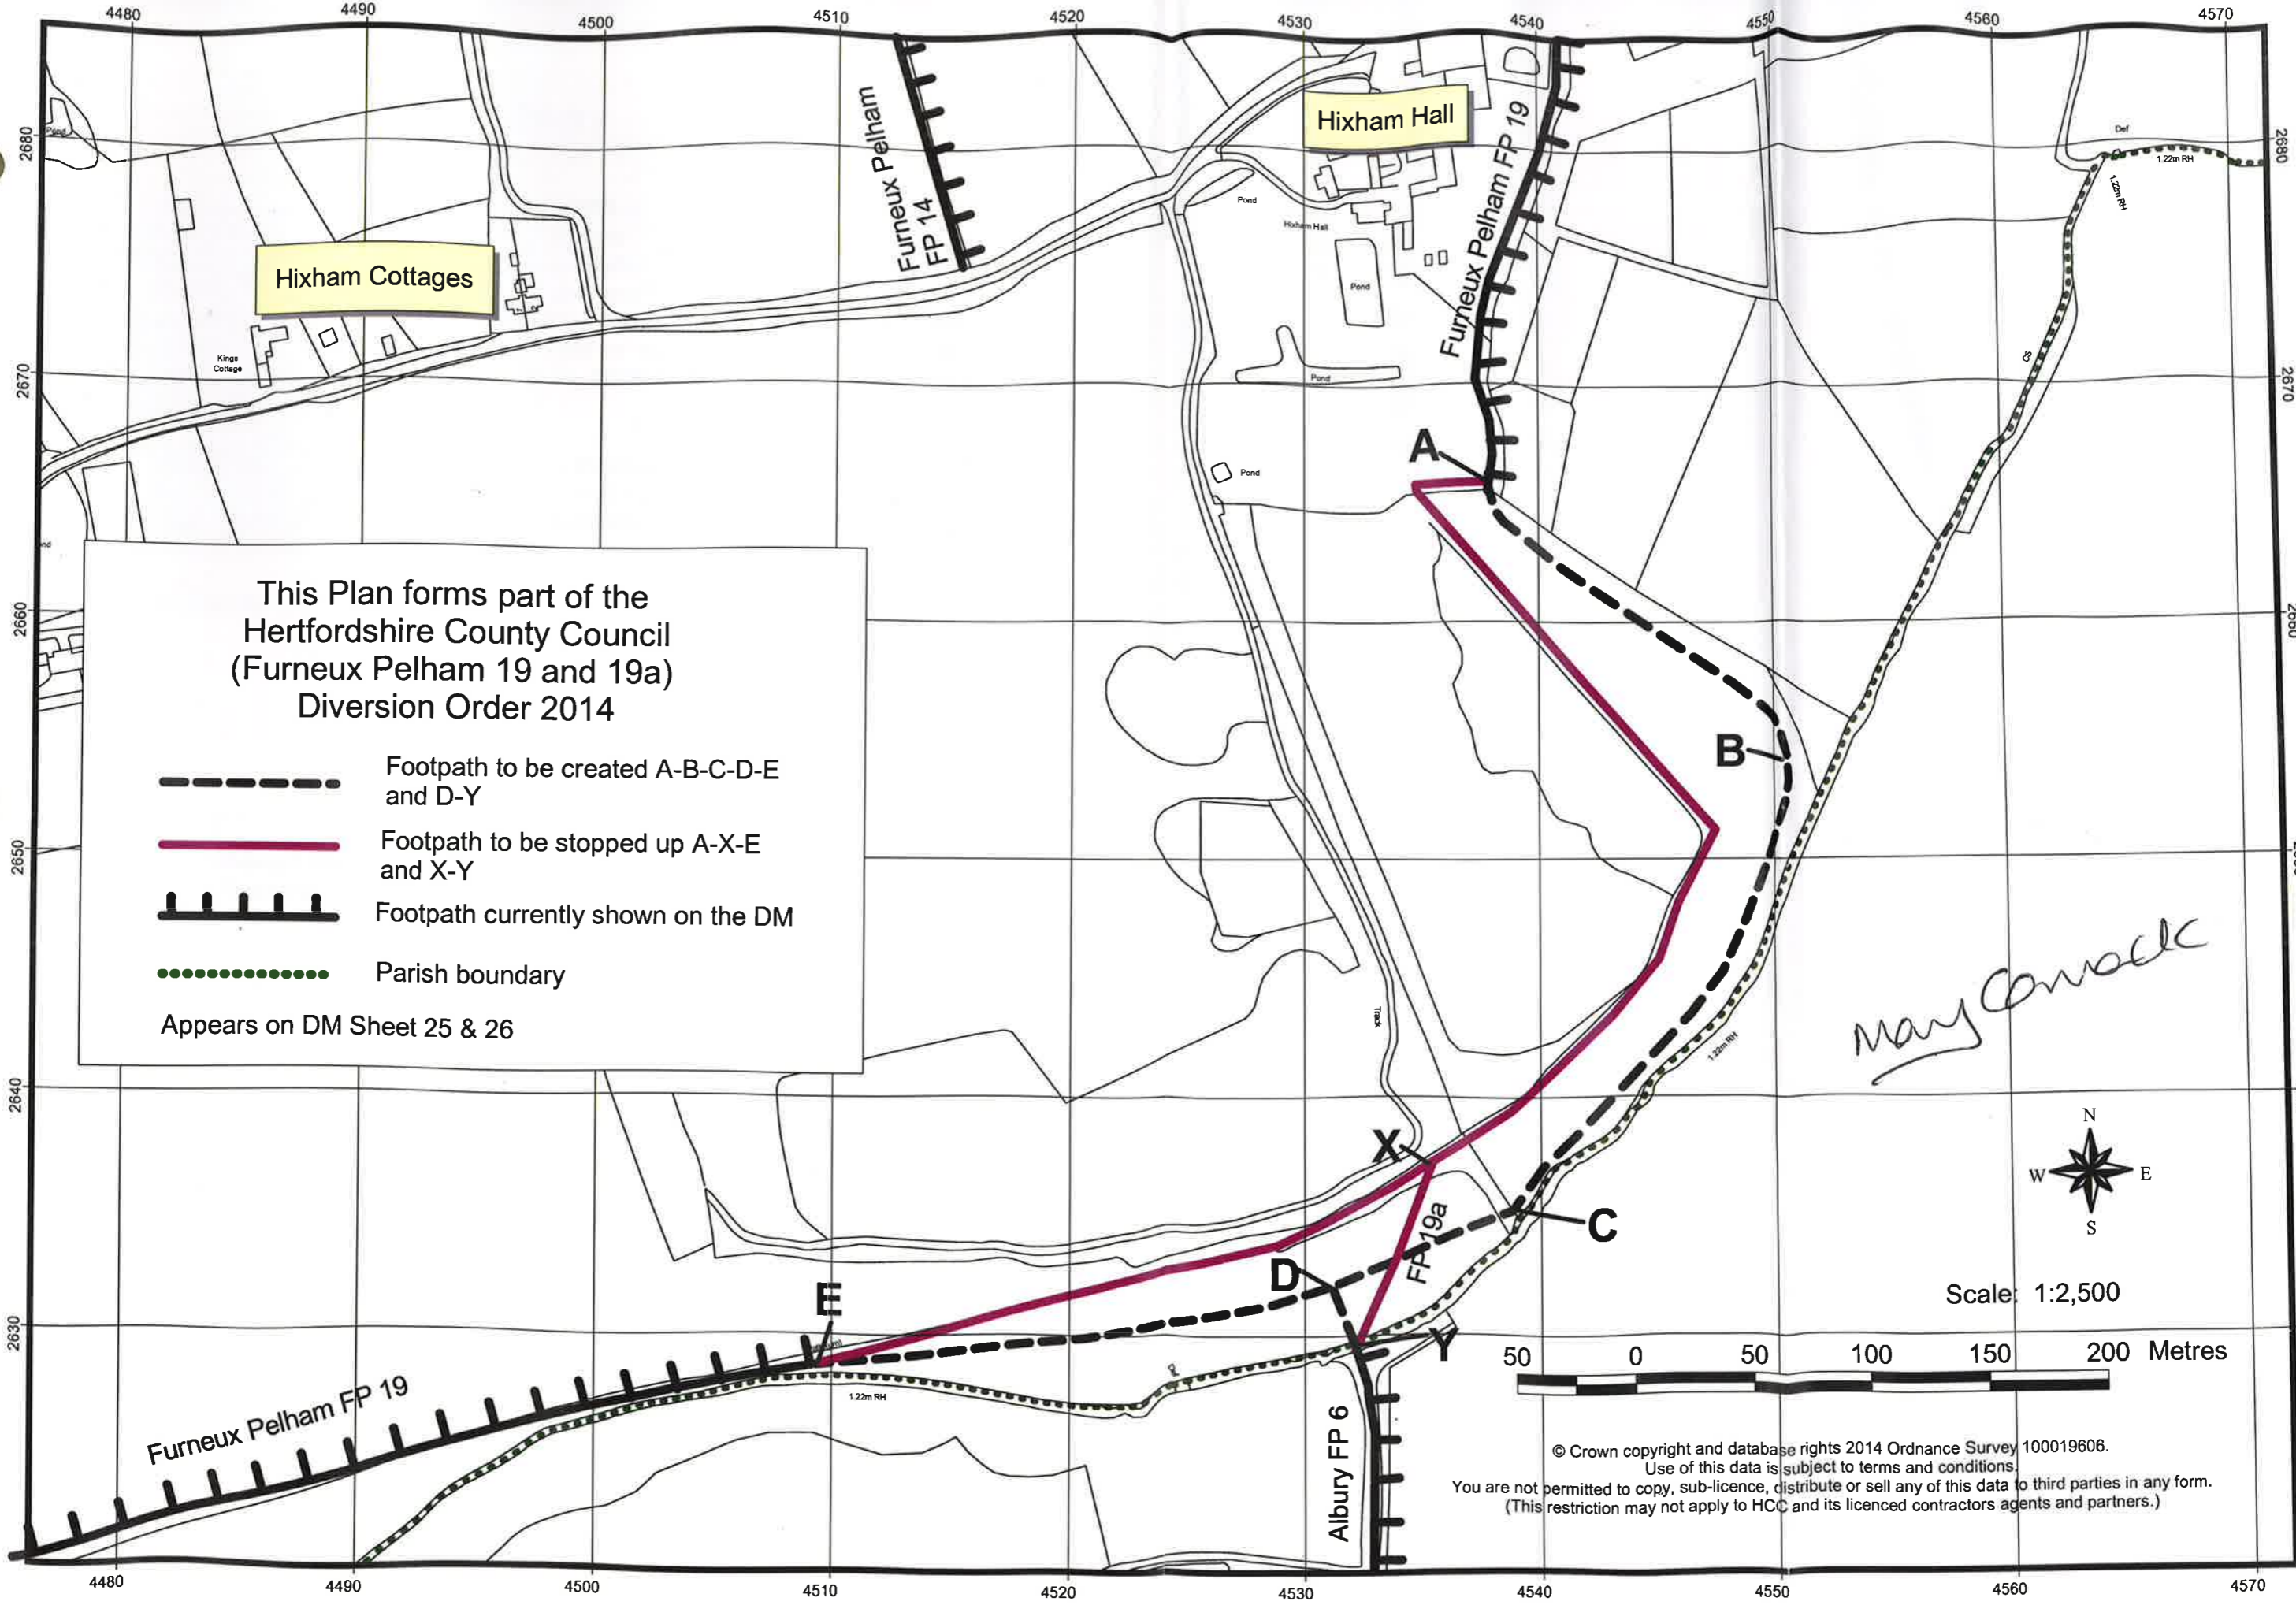 4480 4490 4500 4510 4520 4530 4540 4550 4560 4570
2680
2670
2660
2650
2640
2630
2680
2670
Pond
Furneux Pelham
FP 14
Hixham Hall
Furneux Pelham FP 19
Def
1.22m RH
1.22m RH
CS
Pond
Hixham Hall
Pond
Pond
Hixham Cottages
Kings
Cottage
A
Pond
This Plan forms part of the
Hertfordshire County Council
(Furneux Pelham 19 and 19a)
Diversion Order 2014
Footpath to be created A-B-C-D-E
and D-Y
Footpath to be stopped up A-X-E
and X-Y
Footpath currently shown on the DM
Parish boundary
Appears on DM Sheet 25 & 26
B
Track
1.22m RH
X
FP 19a
C
D
E
Y
N
W E
S
Scale: 1:2,500
50 0 50 100 150 200 Metres
1.22m RH
Furneux Pelham FP 19
Albury FP 6
© Crown copyright and database rights 2014 Ordnance Survey 100019606.
Use of this data is subject to terms and conditions.
You are not permitted to copy, sub-licence, distribute or sell any of this data to third parties in any form.
(This restriction may not apply to HCC and its licenced contractors agents and partners.)
4480 4490 4500 4510 4520 4530 4540 4550 4560 4570